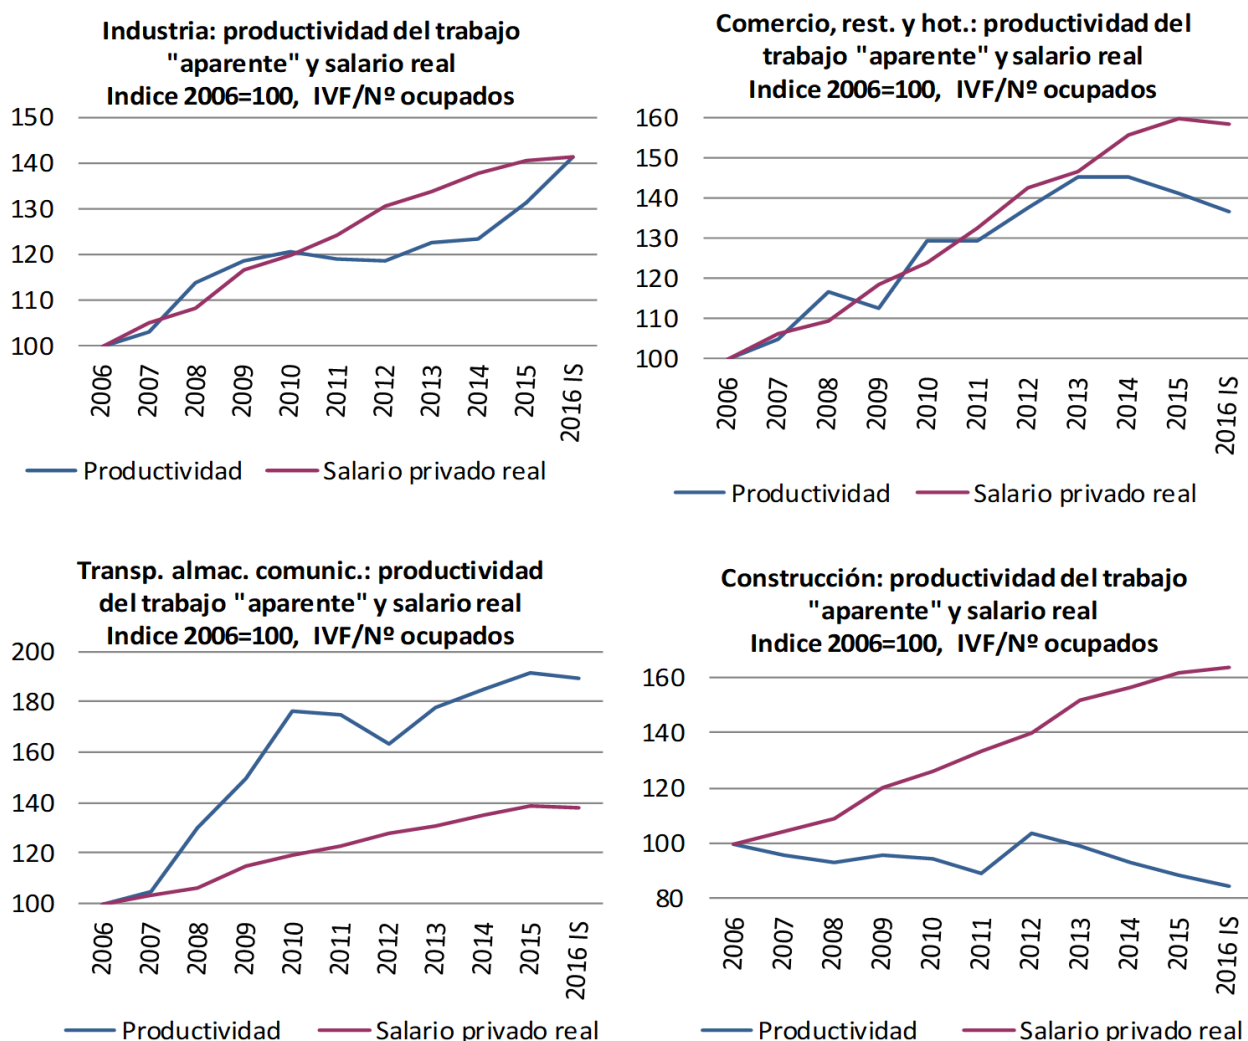 Industria: productividad del trabajo
"aparente" y salario real
Indice 2006=100, IVF/Nº ocupados
150
140
130
120
110
100
2006
2007
2008
2009
2010
2011
2012
2013
2014
2015
2016 IS
Productividad
Salario privado real
Comercio, rest. y hot.: productividad del
trabajo "aparente" y salario real
Indice 2006=100, IVF/Nº ocupados
160
150
140
130
120
110
100
2006
2007
2008
2009
2010
2011
2012
2013
2014
2015
2016 IS
Productividad
Salario privado real
Transp. almac. comunic.: productividad
del trabajo "aparente" y salario real
Indice 2006=100, IVF/Nº ocupados
200
180
160
140
120
100
2006
2007
2008
2009
2010
2011
2012
2013
2014
2015
2016 IS
Productividad
Salario privado real
Construcción: productividad del trabajo
"aparente" y salario real
Indice 2006=100, IVF/Nº ocupados
160
140
120
100
80
2006
2007
2008
2009
2010
2011
2012
2013
2014
2015
2016 IS
Productividad
Salario privado real